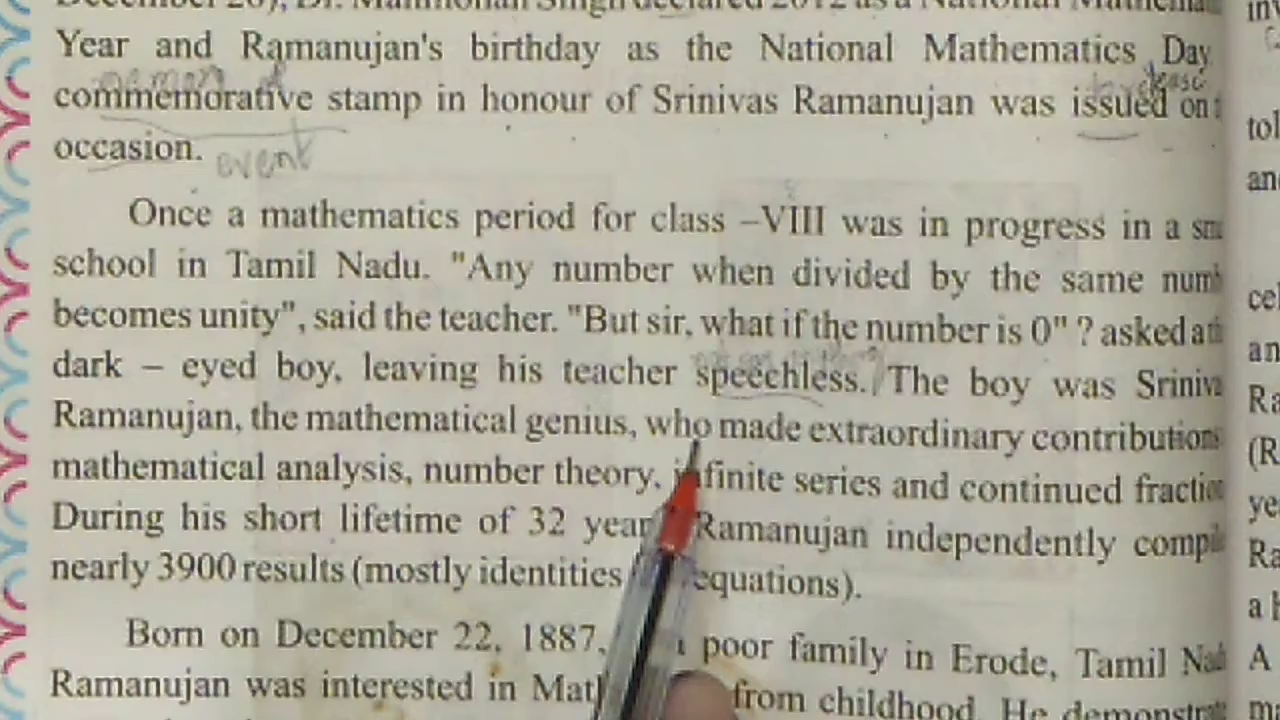 Year and Ramanujan's birthday as the National Mathematics Day
commemorative stamp in honour of Srinivas Ramanujan was issued on
occasion. event
Once a mathematics period for class –VIII was in progress in a
school in Tamil Nadu. "Any number when divided by the same
becomes unity", said the teacher. "But sir, what if the number is 0" ? asked
dark – eyed boy, leaving his teacher speechless. The boy was
Ramanujan, the mathematical genius, who made extraordinary
mathematical analysis, number theory, series and continued
During his short lifetime of 32 Ramanujan independently
nearly 3900 results (mostly identities equations).
Born on December 22, 1887, poor family in Erode, Tamil
Ramanujan was interested in from childhood. He